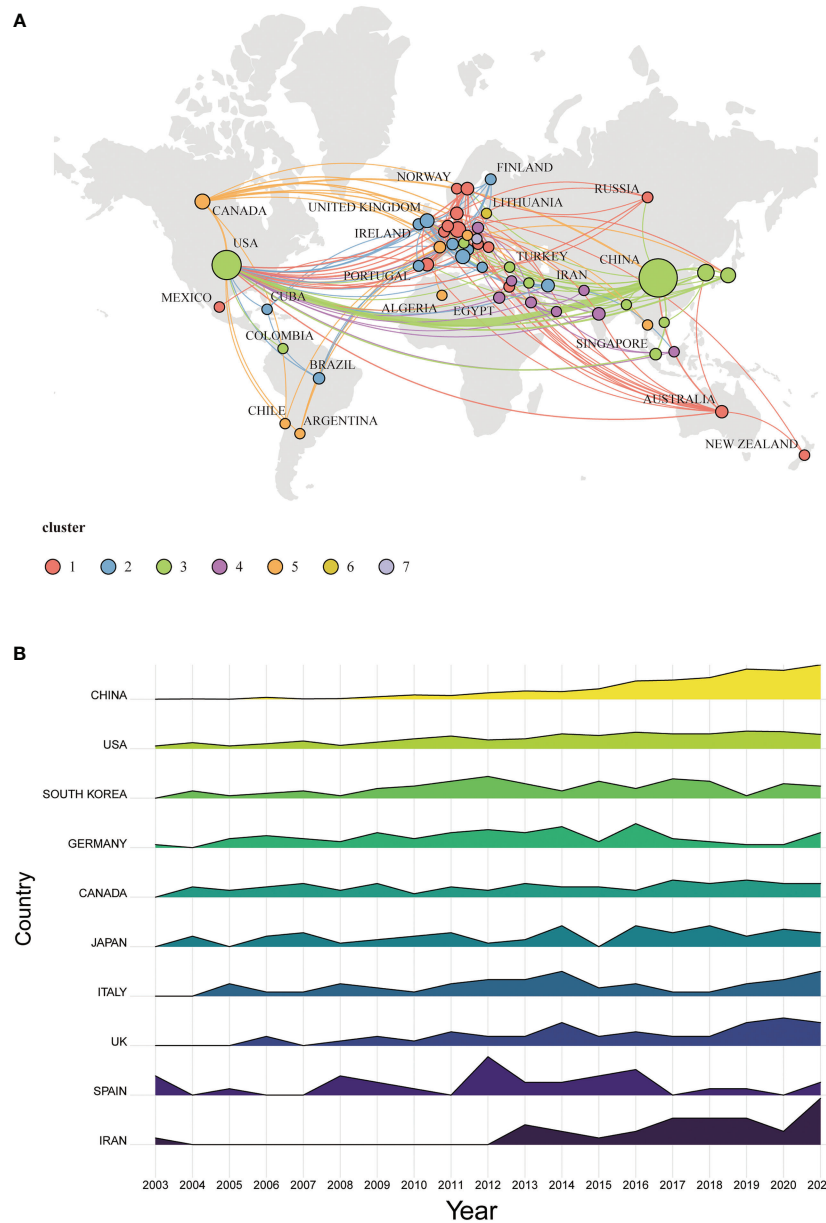 A
NORWAY
FINLAND
RUSSIA
CANADA
UNITED KINGDOM
LITHUANIA
IRELAND
USA
CHINA
TURKEY
PORTUGAL
IRAN
MEXICO
CUBA
ALGERIA
EGYPT
COLOMBIA
SINGAPORE
BRAZIL
AUSTRALIA
CHILE
ARGENTINA
NEW ZEALAND
cluster
1 2 3 4 5 6 7
B
CHINA
USA
SOUTH KOREA
GERMANY
CANADA
JAPAN
ITALY
UK
SPAIN
IRAN
Country
2003 2004 2005 2006 2007 2008 2009 2010 2011 2012 2013 2014 2015 2016 2017 2018 2019 2020 202
Year